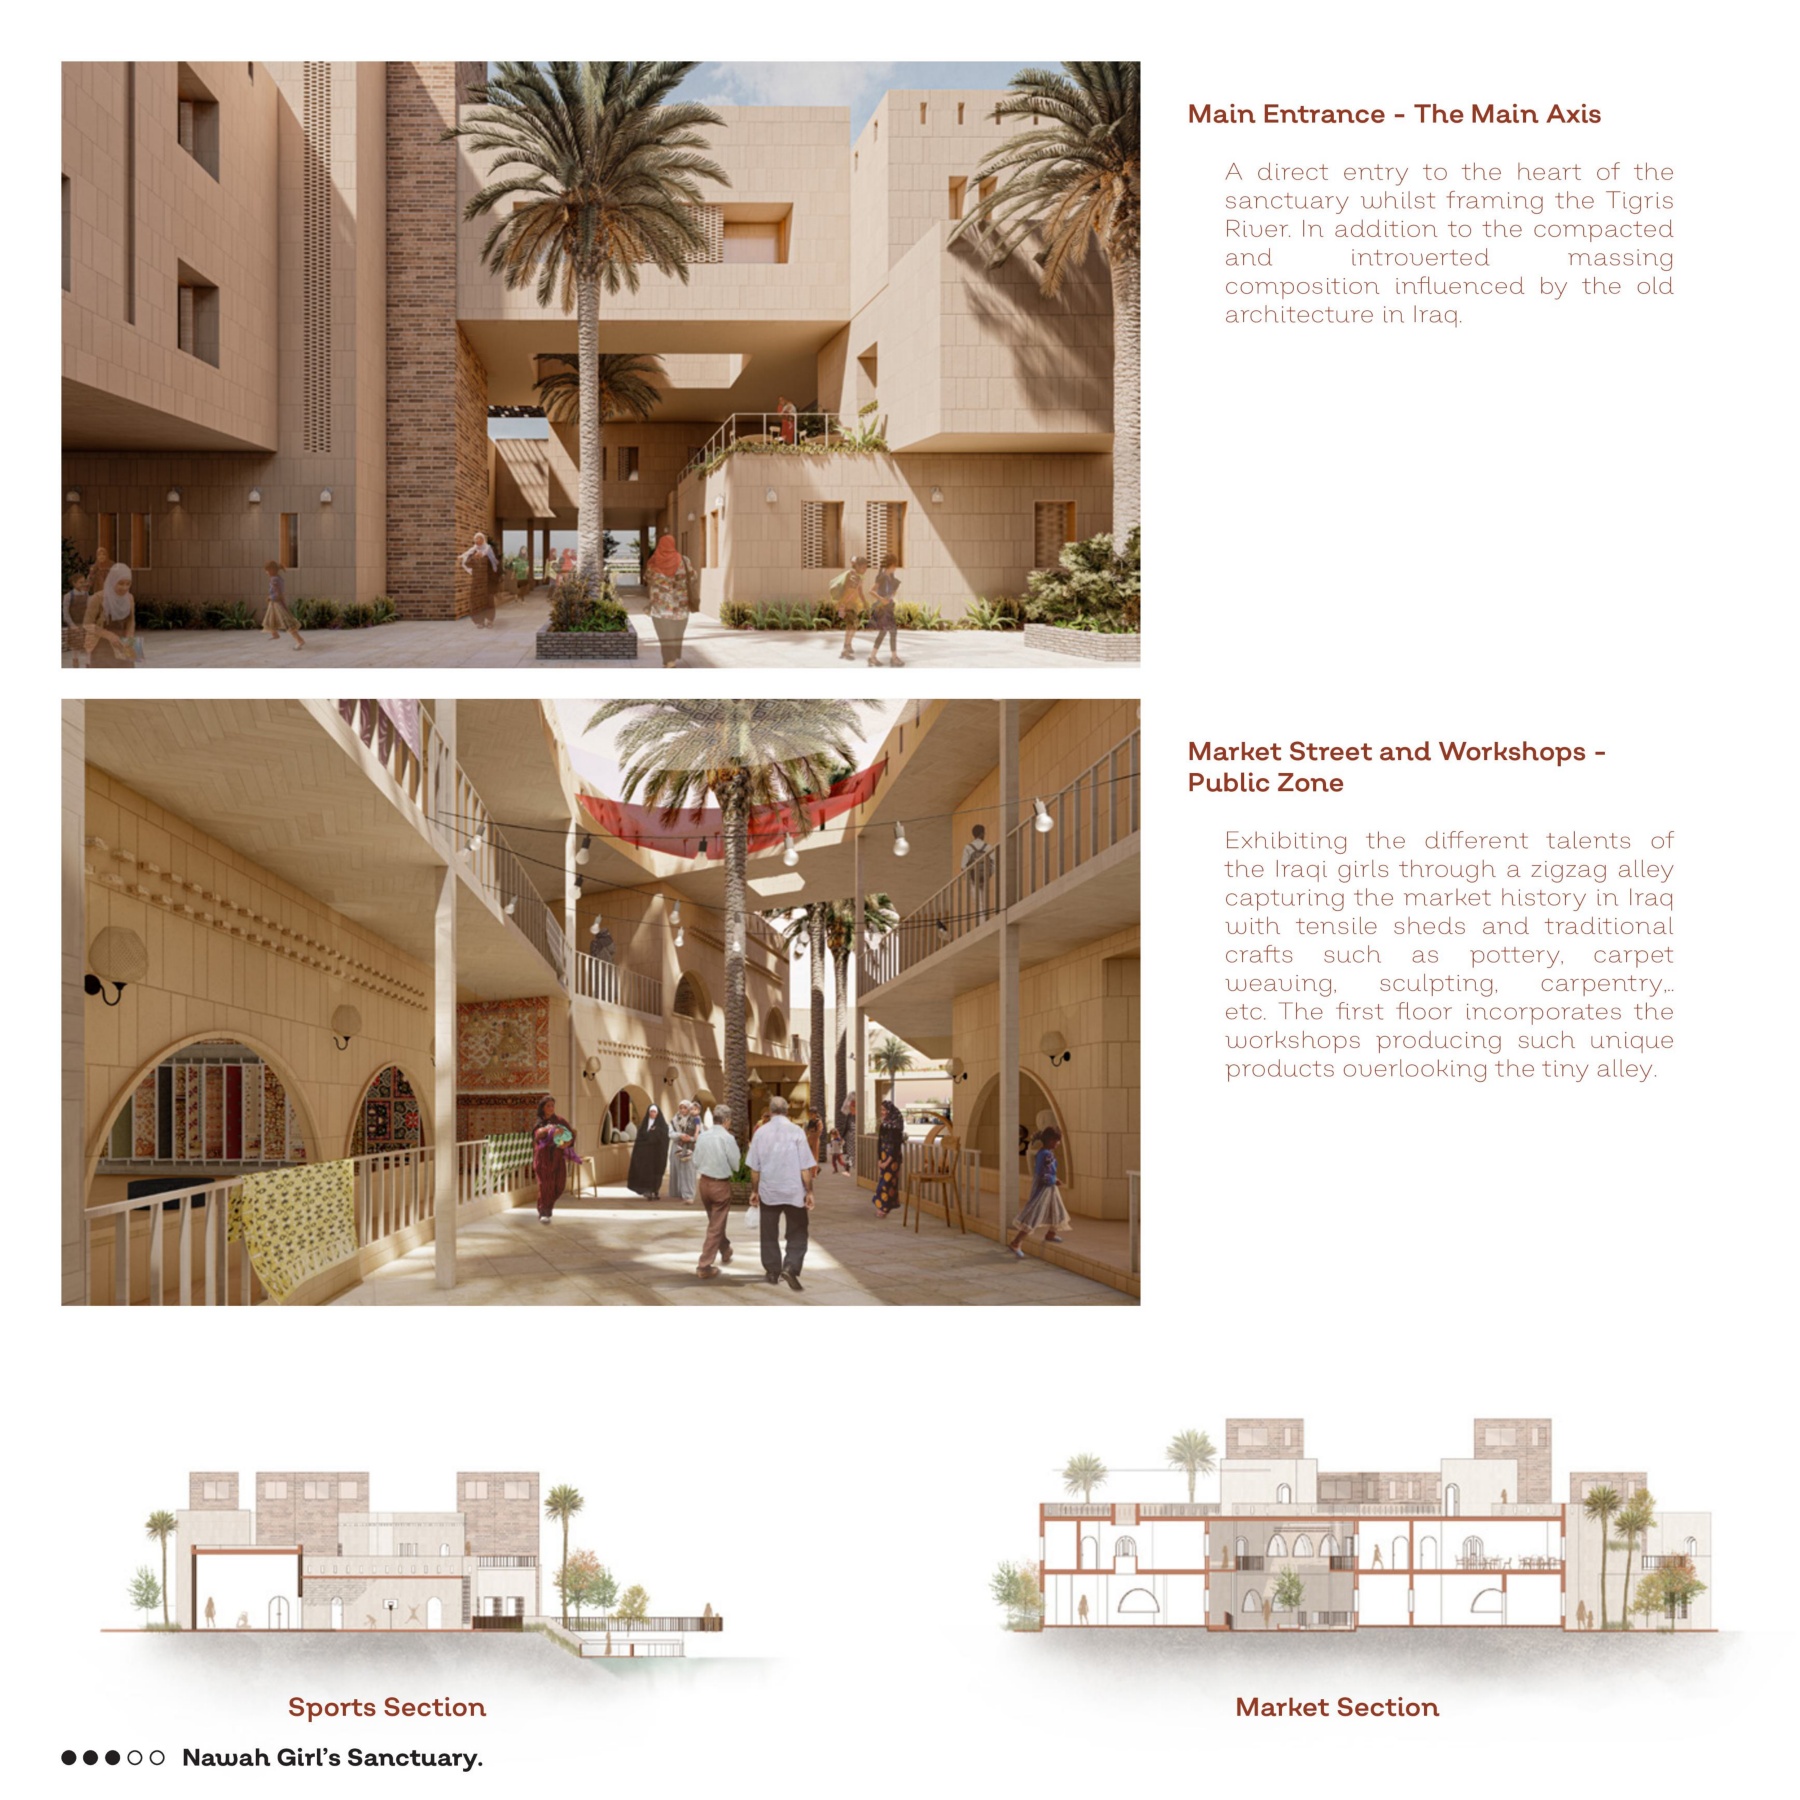 Main Entrance - The Main Axis
A direct entry to the heart of the
sanctuary whilst framing the Tigris
River. In addition to the compacted
and introverted massing
composition influenced by the old
architecture in Iraq.
Market Street and Workshops -
Public Zone
Exhibiting the different talents of
the Iraqi girls through a zigzag alley
capturing the market history in Iraq
with tensile sheds and traditional
crafts such as pottery, carpet
weaving, sculpting, carpentry,..
etc. The first floor incorporates the
workshops producing such unique
products overlooking the tiny alley.
Sports Section
Market Section
Nawah Girl's Sanctuary.